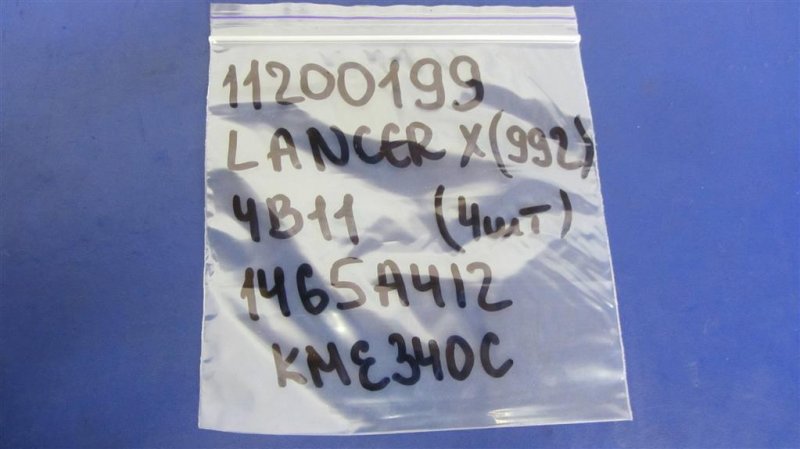 11200199
LANCER X (992)
4B11 (4шт)
1465A412
KME340C